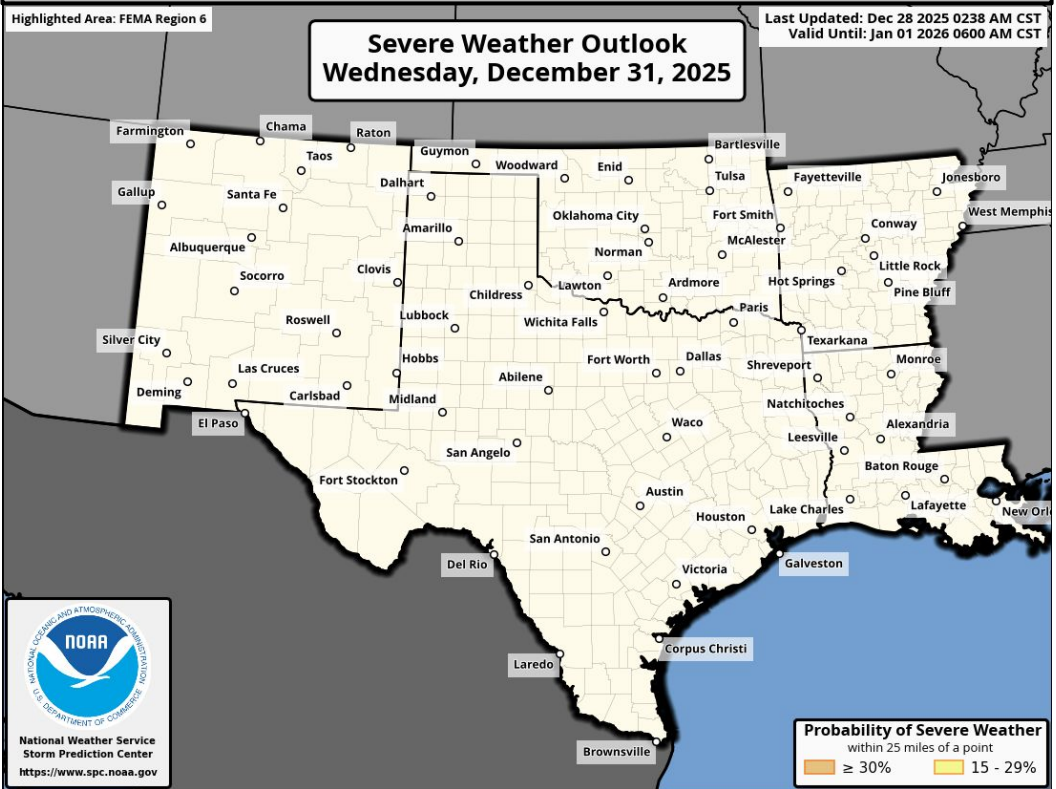 Highlighted Area: FEMA Region 6
Severe Weather Outlook
Wednesday, December 31, 2025
Last Updated: Dec 28 2025 0238 AM CST
Valid Until: Jan 01 2026 0600 AM CST
Farmington
Chama
Raton
Taos
Guymon
Woodward
Enid
Bartlesville
Tulsa
Fayetteville
Jonesboro
Gallup
Santa Fe
Dalhart
Oklahoma City
Fort Smith
West Memphis
Albuquerque
Amarillo
Norman
McAlester
Conway
Socorro
Clovis
Childress
Lawton
Ardmore
Hot Springs
Little Rock
Pine Bluff
Roswell
Lubbock
Wichita Falls
Paris
Texarkana
Silver City
Hobbs
Fort Worth
Dallas
Shreveport
Monroe
Deming
Las Cruces
Carlsbad
Midland
Abilene
Natchitoches
El Paso
Waco
Leesville
Alexandria
San Angelo
Fort Stockton
Baton Rouge
Austin
Houston
Lake Charles
Lafayette
New Orl
San Antonio
Del Rio
Victoria
Galveston
Laredo
Corpus Christi
Brownsville
NATIONAL OCEANIC AND ATMOSPHERIC ADMINISTRATION
NOAA
U.S. DEPARTMENT OF COMMERCE
National Weather Service
Storm Prediction Center
https://www.spc.noaa.gov
Probability of Severe Weather
within 25 miles of a point
≥ 30%
15 - 29%